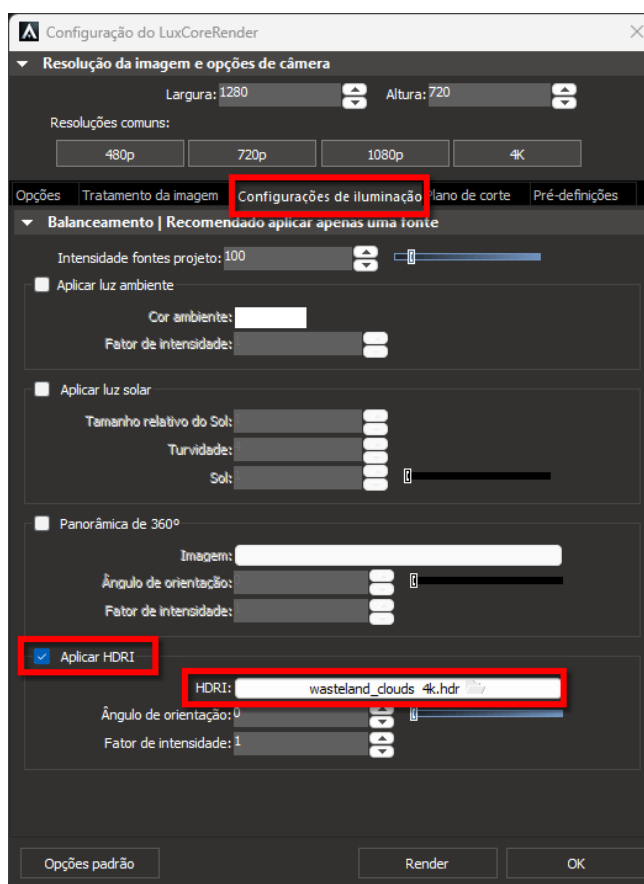 Configuração do LuxCoreRender
Resolução da imagem e opções de câmera
Largura: 1280 Altura: 720
Resoluções comuns:
480p 720p 1080p 4K
Opções Tratamento da imagem Configurações de iluminação Plano de corte Pré-definições
Balanceamento | Recomendado aplicar apenas uma fonte
Intensidade fontes projeto: 100
Aplicar luz ambiente
Cor ambiente:
Fator de intensidade:
Aplicar luz solar
Tamanho relativo do Sol:
Turvidade:
Sol:
Panorâmica de 360º
Imagem:
Ângulo de orientação:
Fator de intensidade:
Aplicar HDRI
HDRI: wasteland_clouds 4k.hdr
Ângulo de orientação: 0
Fator de intensidade: 1
Opções padrão Render OK